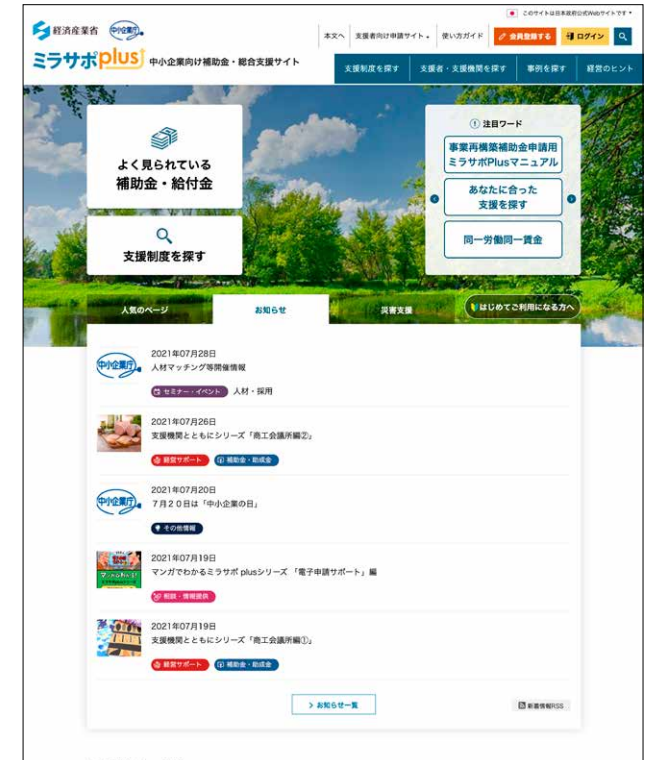 このサイトは日本政府公式Webサイトです
経済産業省 中小企業庁
本文へ 支援者向け申請サイト 使い方ガイド 会員登録する ログイン
ミラサポplus 中小企業向け補助金・総合支援サイト
支援制度を探す 支援者・支援機関を探す 事例を探す 経営のヒント
よく見られている
補助金・給付金
支援制度を探す
注目ワード
事業再構築補助金申請用
ミラサポPlusマニュアル
あなたに合った
支援を探す
同一労働同一賃金
人気のページ お知らせ 災害支援 はじめてご利用になる方へ
中小企業庁
2021年07月28日
人材マッチング等開催情報
セミナー・イベント 人材・採用
2021年07月26日
支援機関とともにシリーズ「商工会議所編②」
経営サポート 補助金・助成金
中小企業庁
2021年07月20日
7月20日は「中小企業の日」
その他情報
2021年07月19日
マンガでわかるミラサポ plusシリーズ 「電子申請サポート」編
相談・情報提供
2021年07月19日
支援機関とともにシリーズ「商工会議所編①」
経営サポート 補助金・助成金
お知らせ一覧
新着情報RSS